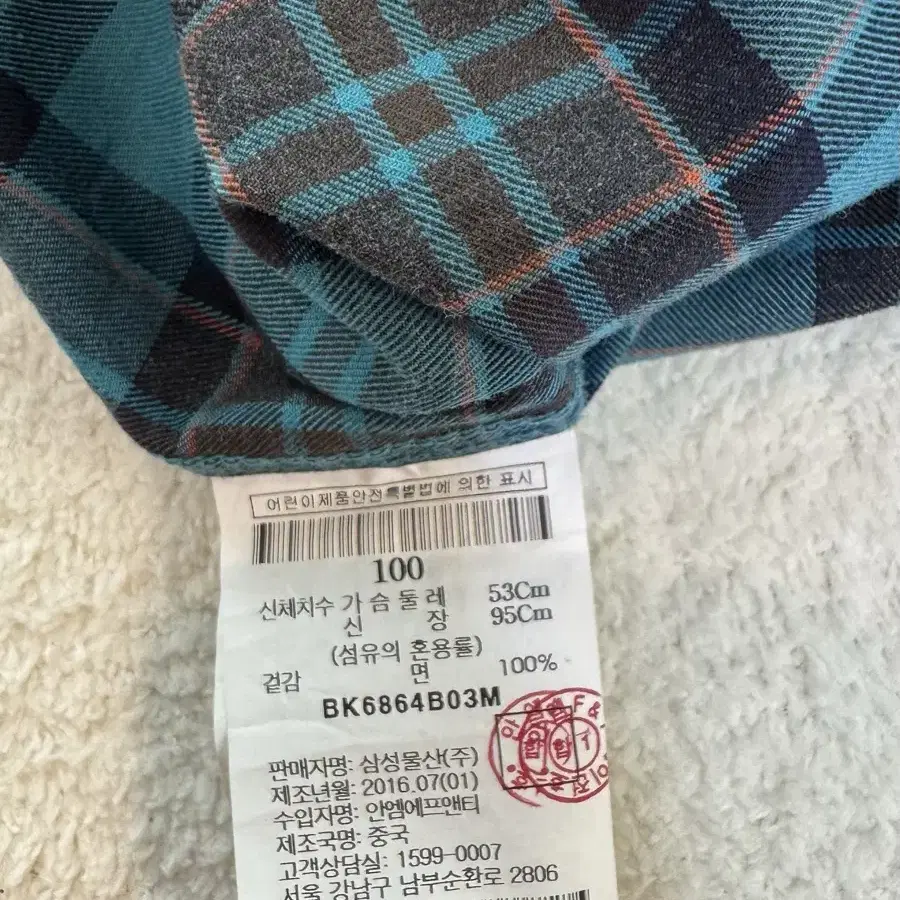 어린이제품안전특별법에 의한 표시
100
신체치수 가슴둘레 53Cm
신 장 95Cm
(섬유의 혼용률)
겉감 면 100%
BK6864B03M
판매자명: 삼성물산(주)
제조년월: 2016.07(01)
수입자명: 안엠에프앤티
제조국명: 중국
고객상담실: 1599-0007
서울 강남구 남부순환로 2806